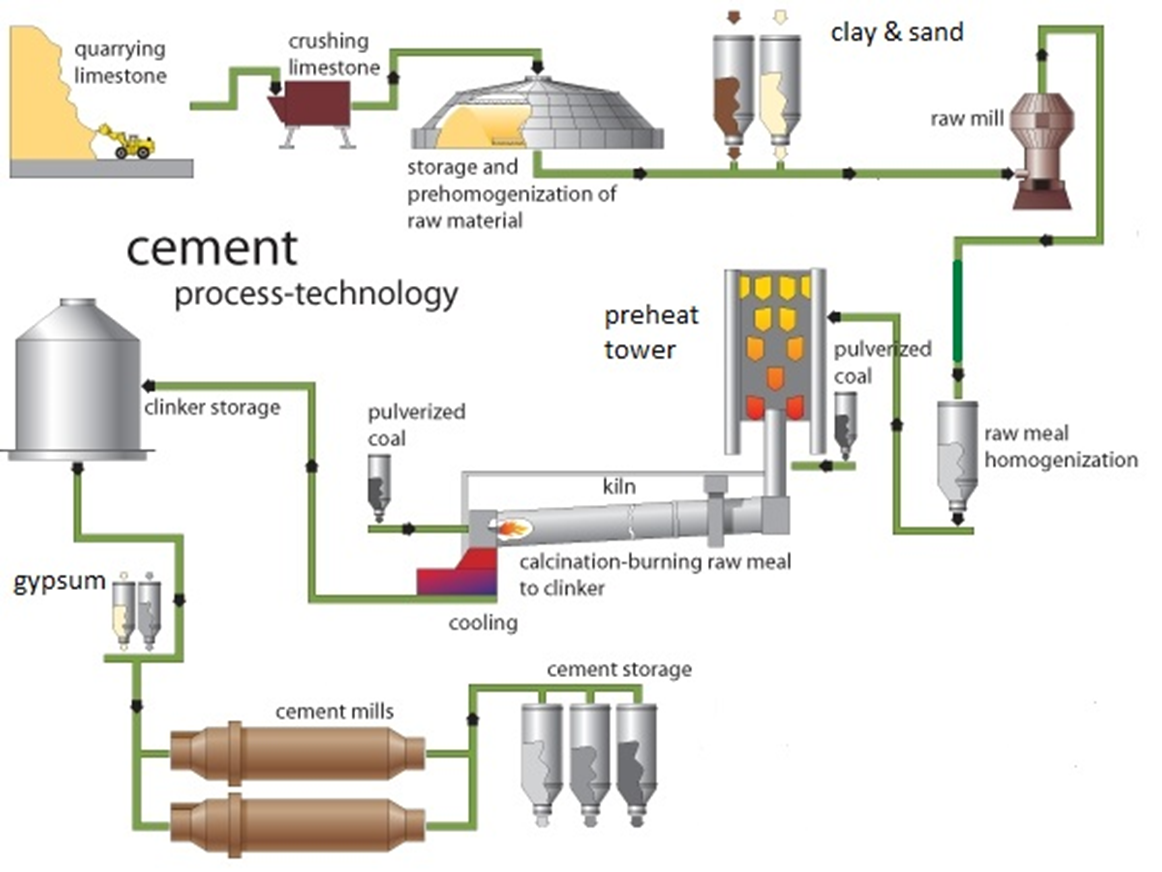 quarrying
limestone
crushing
limestone
clay & sand
raw mill
storage and
prehomogenization of
raw material
cement
process-technology
preheat
tower
pulverized
coal
clinker storage
pulverized
coal
raw meal
homogenization
kiln
calcination-burning raw meal
to clinker
gypsum
cooling
cement storage
cement mills